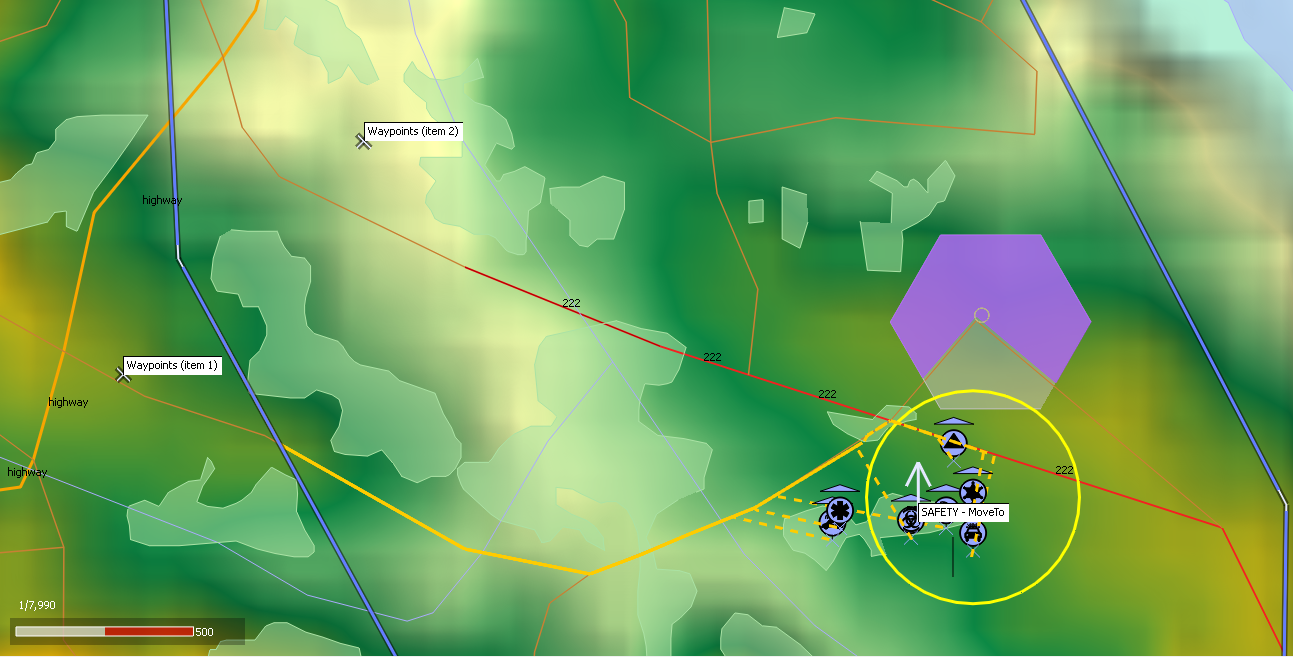 Waypoints (item 2)
highway
222
222
Waypoints (item 1)
222
highway
222
highway
SAFETY - MoveTo
1/7,990
500